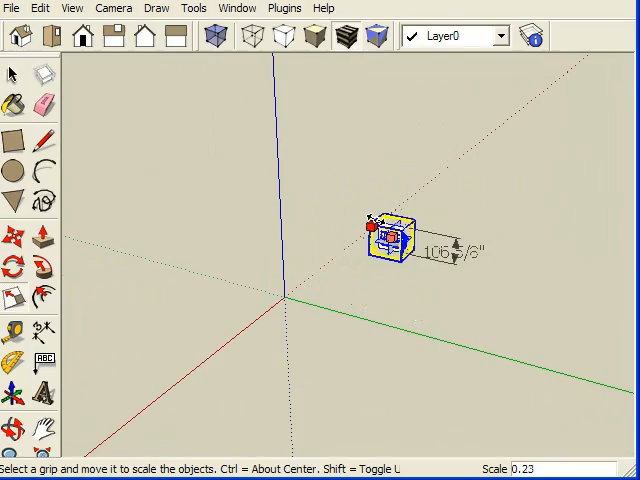 File Edit View Camera Draw Tools Window Plugins Help
Layer0
ABC
Select a grip and move it to scale the objects. Ctrl = About Center. Shift = Toggle U
Scale 0.23